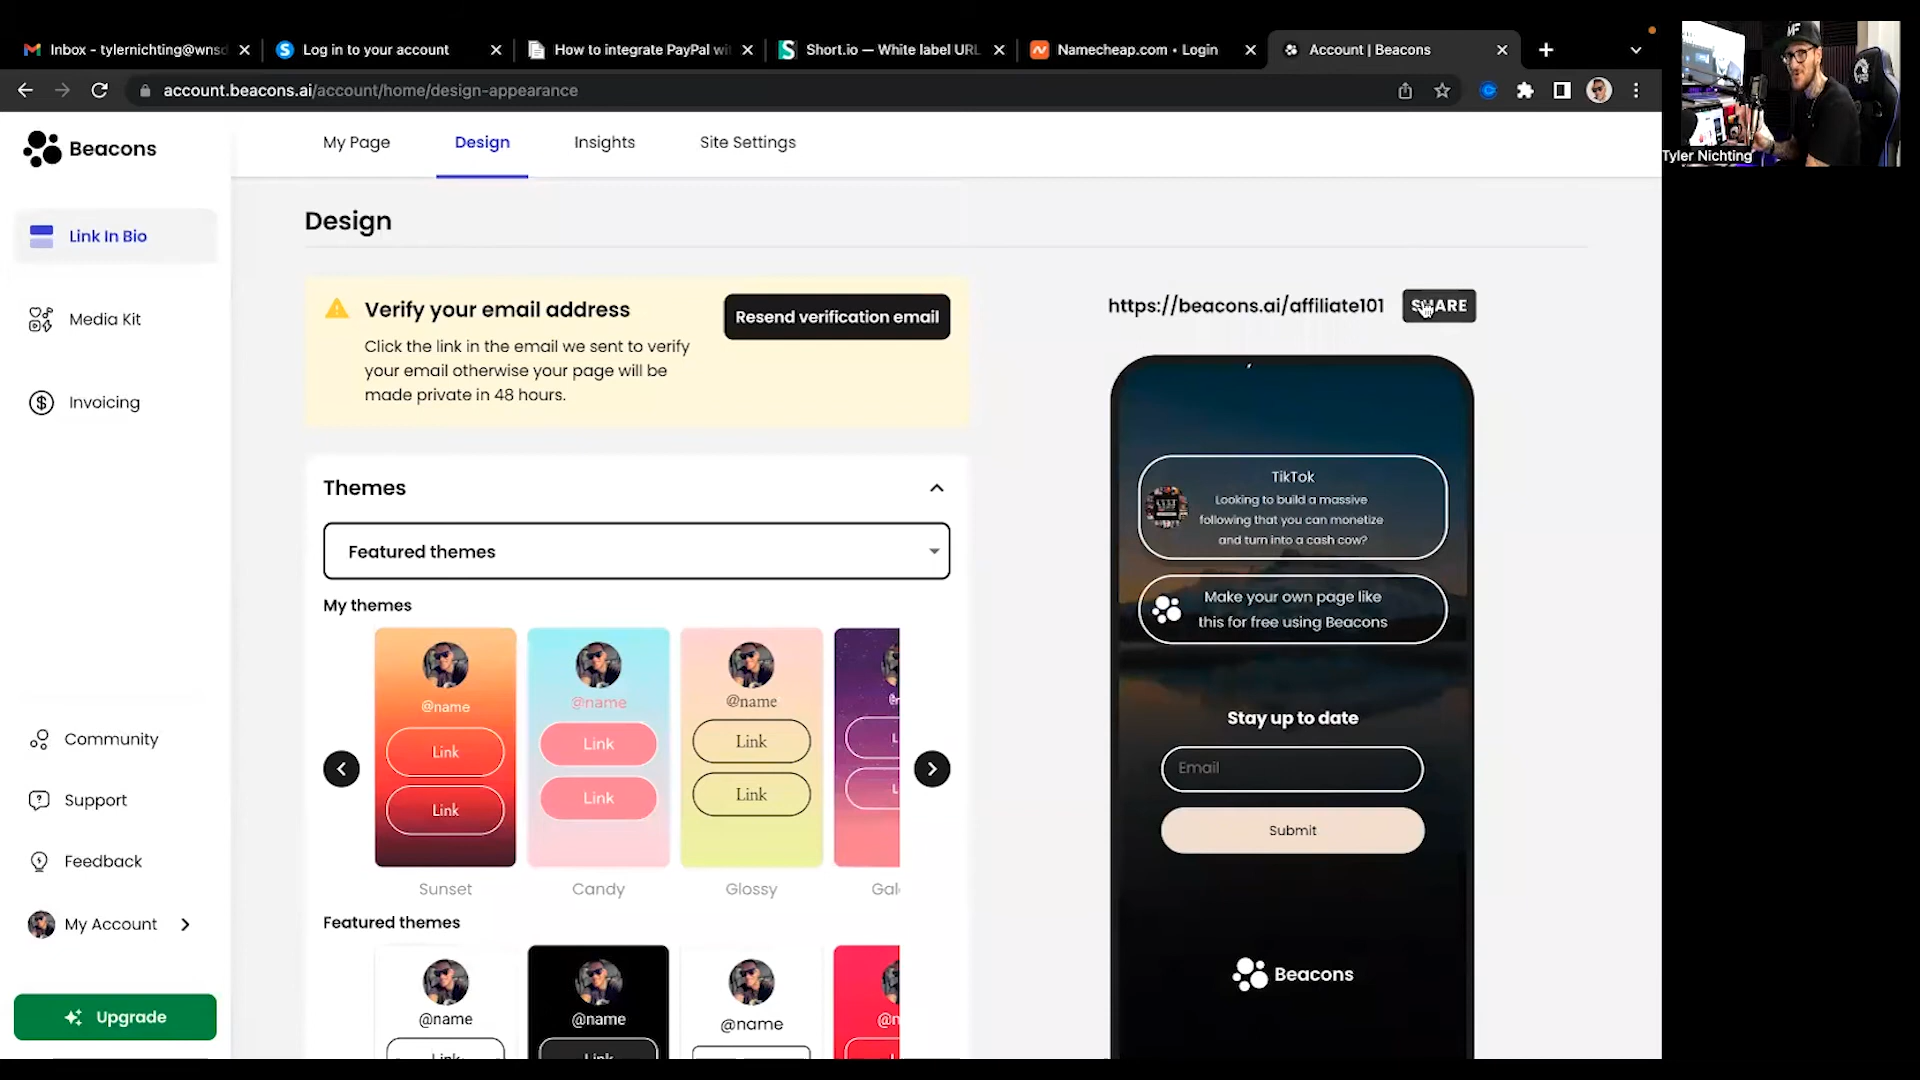 Inbox - tylernichting@wnsd
Log in to your account
How to integrate PayPal wit
Short.io — White label URL
Namecheap.com • Login
Account | Beacons
account.beacons.ai/account/home/design-appearance
Tyler Nichting
Beacons
My Page
Design
Insights
Site Settings
Link In Bio
Media Kit
Invoicing
Community
Support
Feedback
My Account
Upgrade
Design
Verify your email address
Click the link in the email we sent to verify
your email otherwise your page will be
made private in 48 hours.
Resend verification email
https://beacons.ai/affiliate101
SHARE
Themes
Featured themes
My themes
@name
Link
Link
Sunset
@name
Link
Link
Candy
@name
Link
Link
Glossy
Gal
Featured themes
@name
Link
@name
Link
@name
TikTok
Looking to build a massive
following that you can monetize
and turn into a cash cow?
Make your own page like
this for free using Beacons
Stay up to date
Email
Submit
Beacons